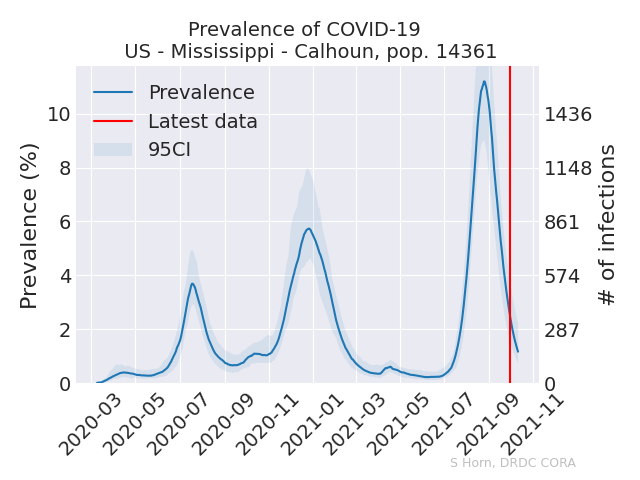 Prevalence of COVID-19
US - Mississippi - Calhoun, pop. 14361
Prevalence
Latest data
95CI
Prevalence (%)
10
8
6
4
2
0
1436
1148
861
574
287
0
# of infections
2020-03
2020-05
2020-07
2020-09
2020-11
2021-01
2021-03
2021-05
2021-07
2021-09
2021-11
S Horn, DRDC CORA